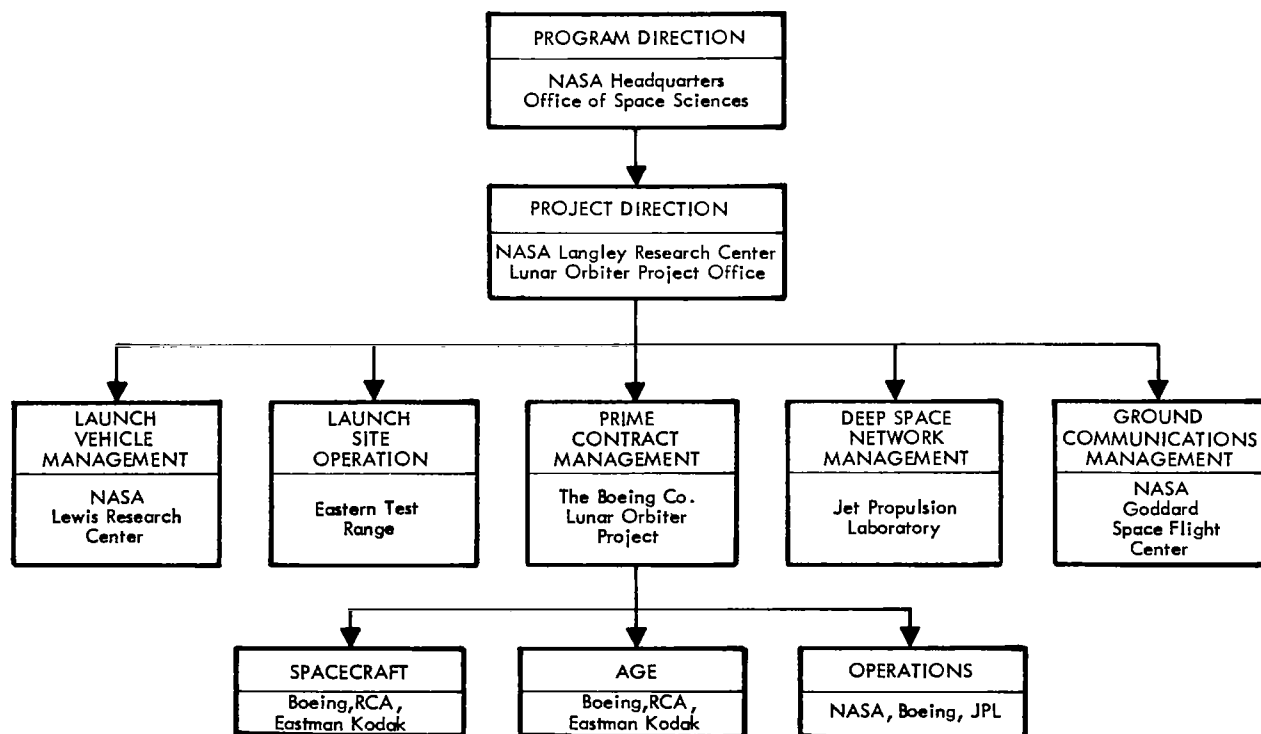 PROGRAM DIRECTION
NASA Headquarters
Office of Space Sciences
PROJECT DIRECTION
NASA Langley Research Center
Lunar Orbiter Project Office
LAUNCH
VEHICLE
MANAGEMENT
NASA
Lewis Research
Center
LAUNCH
SITE
OPERATION
Eastern Test
Range
PRIME
CONTRACT
MANAGEMENT
The Boeing Co.
Lunar Orbiter
Project
DEEP SPACE
NETWORK
MANAGEMENT
Jet Propulsion
Laboratory
GROUND
COMMUNICATIONS
MANAGEMENT
NASA
Goddard
Space Flight
Center
SPACECRAFT
Boeing,RCA,
Eastman Kodak
AGE
Boeing,RCA,
Eastman Kodak
OPERATIONS
NASA, Boeing, JPL